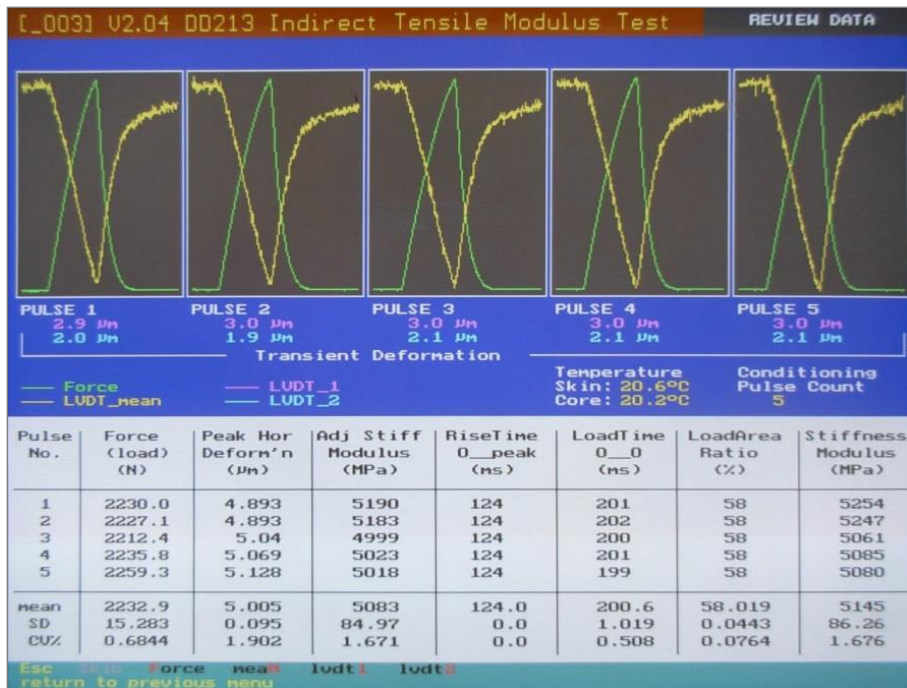 [_003] V2.04 DD213 Indirect Tensile Modulus Test REVIEW DATA
PULSE 1 PULSE 2 PULSE 3 PULSE 4 PULSE 5
2.9 µm 3.0 µm 3.0 µm 3.0 µm 3.0 µm
2.0 µm 1.9 µm 2.1 µm 2.1 µm 2.1 µm
Transient Deformation
Force LVDT_1
LVDT_mean LVDT_2
Temperature
Skin: 20.6ºC
Core: 20.2ºC
Conditioning
Pulse Count
5
Pulse Force Peak Hor Adj Stiff RiseTime LoadTime LoadArea Stiffness
No. (load) Deform'n Modulus 0__peak 0__0 Ratio Modulus
(N) (µm) (MPa) (ms) (ms) (%) (MPa)
1 2230.0 4.893 5190 124 201 58 5254
2 2227.1 4.893 5183 124 202 58 5247
3 2212.4 5.04 4999 124 200 58 5061
4 2235.8 5.069 5023 124 201 58 5085
5 2259.3 5.128 5018 124 199 58 5080
mean 2232.9 5.005 5083 124.0 200.6 58.019 5145
SD 15.283 0.095 84.97 0.0 1.019 0.0443 86.26
CV% 0.6844 1.902 1.671 0.0 0.508 0.0764 1.676
Esc Skip Force meaN lvdt1 lvdt2
return to previous menu